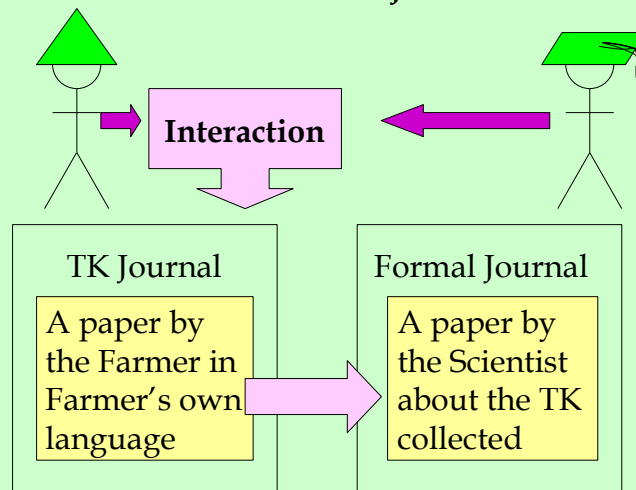 Interaction
TK Journal
A paper by
the Farmer in
Farmer’s own
language
Formal Journal
A paper by
the Scientist
about the TK
collected